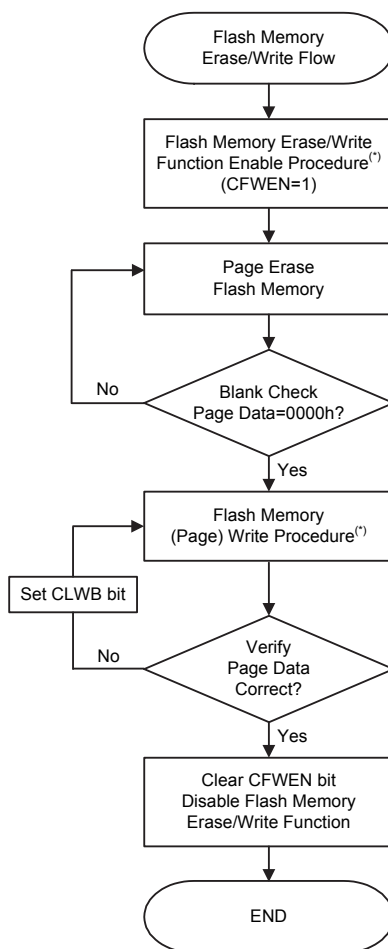 Flash Memory
Erase/Write Flow
Flash Memory Erase/Write
Function Enable Procedure(*)
(CFWEN=1)
Page Erase
Flash Memory
No
Blank Check
Page Data=0000h?
Yes
Flash Memory
(Page) Write Procedure(*)
Set CLWB bit
No
Verify
Page Data
Correct?
Yes
Clear CFWEN bit
Disable Flash Memory
Erase/Write Function
END